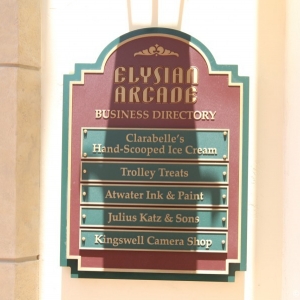 ELYSIAN
ARCADE
BUSINESS DIRECTORY
Clarabelle's
Hand-Scooped Ice Cream
Trolley Treats
Atwater Ink & Paint
Julius Katz & Sons
Kingswell Camera Shop